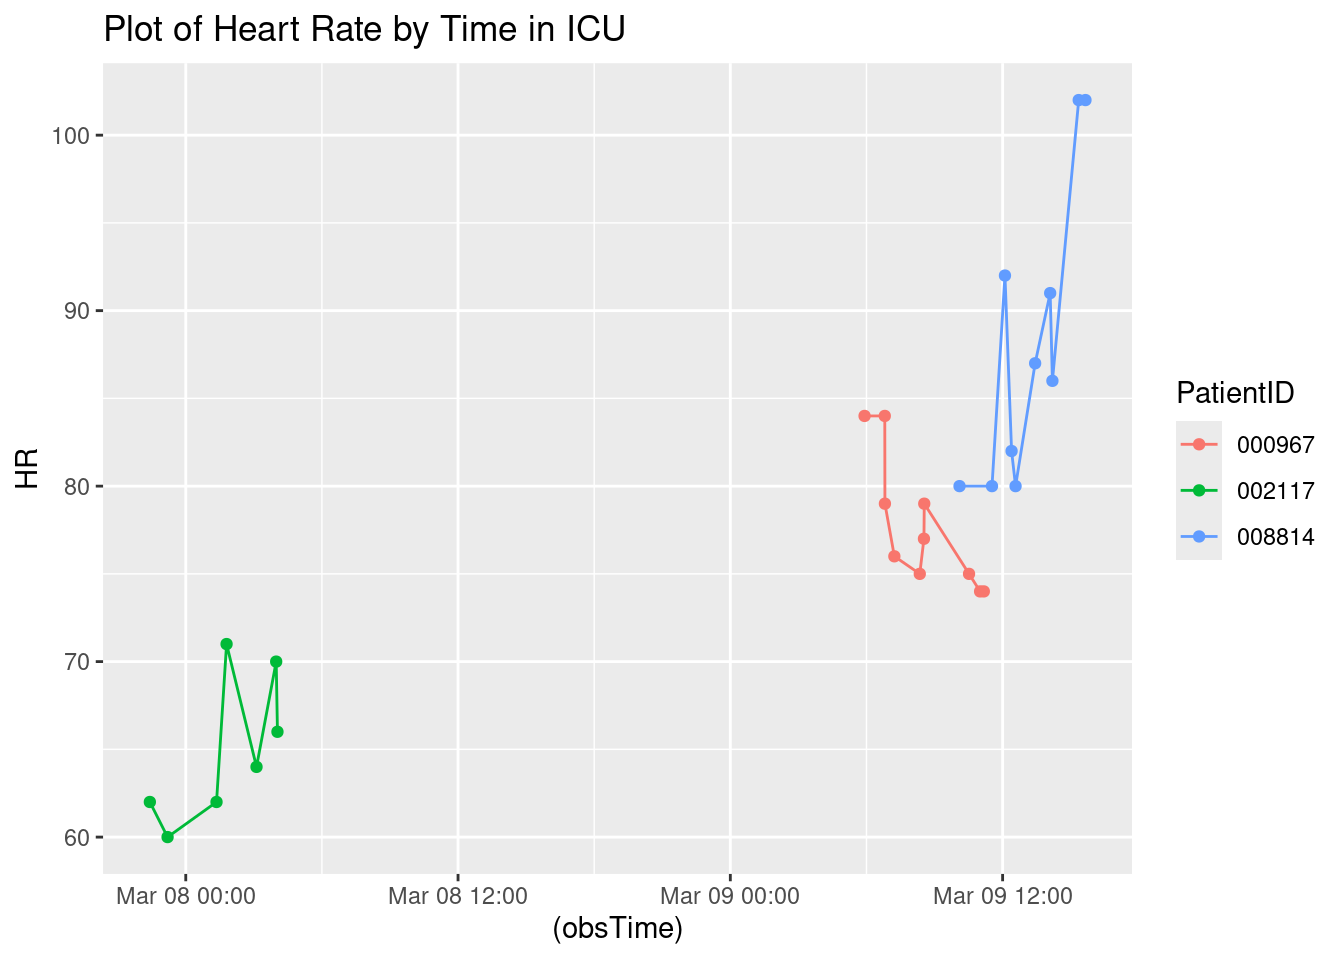 Plot of Heart Rate by Time in ICU
100
90
80
70
60
HR
Mar 08 00:00
Mar 08 12:00
Mar 09 00:00
Mar 09 12:00
(obsTime)
PatientID
000967
002117
008814